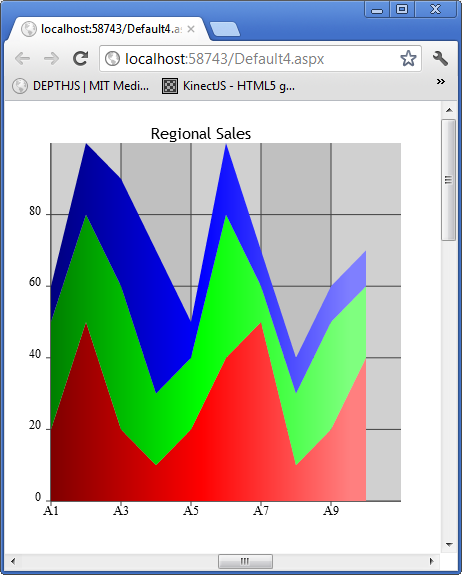 localhost:58743/Default4.a
localhost:58743/Default4.aspx
DEPTHJS | MIT Medi...
KinectJS - HTML5 g...
»
Regional Sales
80
60
40
20
0
A1 A3 A5 A7 A9